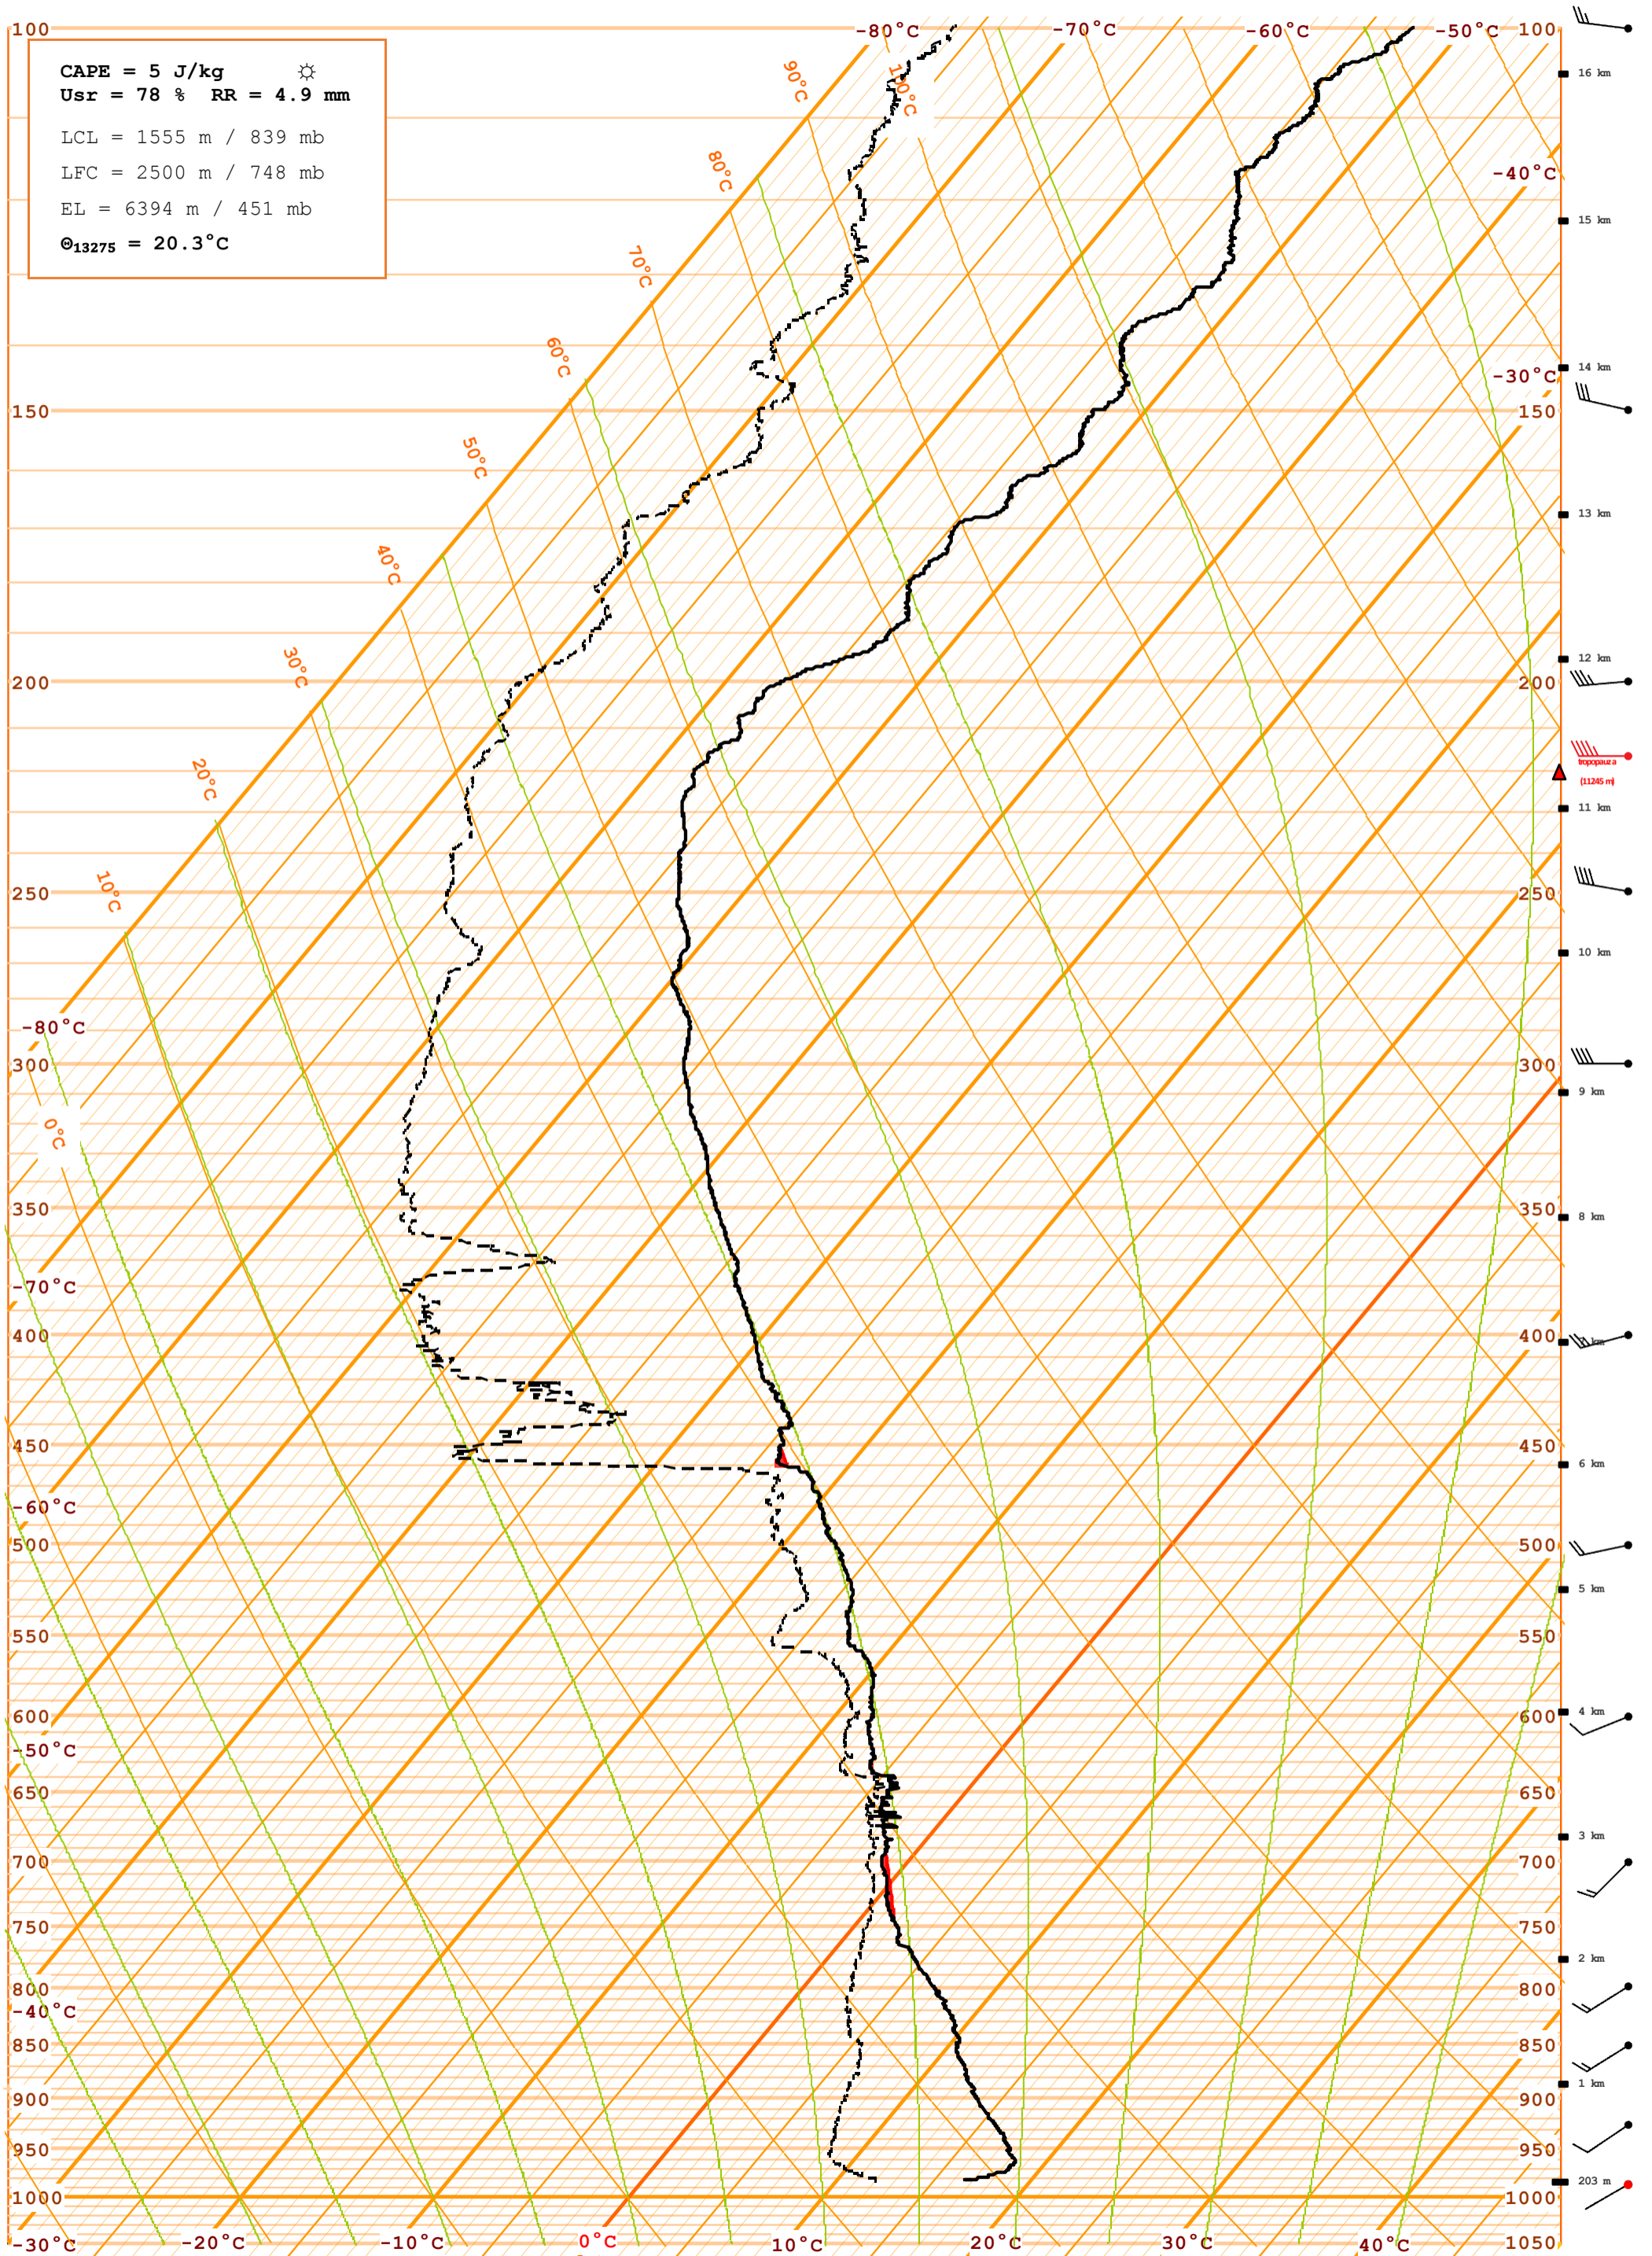 100 -80°C -70°C -60°C -50°C 100
CAPE = 5 J/kg ☼
Usr = 78 % RR = 4.9 mm
LCL = 1555 m / 839 mb
LFC = 2500 m / 748 mb
EL = 6394 m / 451 mb
Θ13275 = 20.3°C
90°C 100°C 16 km
80°C -40°C
15 km
70°C
60°C 14 km
-30°C
150 150
50°C
13 km
40°C
30°C 12 km
200 200
20°C tropopauza
(11245 m)
11 km
10°C 250 250
10 km
-80°C
300 300
9 km
0°C
350 350
8 km
-70°C
400 400
km
450 450
6 km
-60°C
500 500
5 km
550 550
600 600
4 km
-50°C
650 650
3 km
700 700
750 750
2 km
800 800
-40°C
850 850
1 km
900 900
950 950
203 m
1000 1000
-30°C -20°C -10°C 0°C 10°C 20°C 30°C 40°C 1050